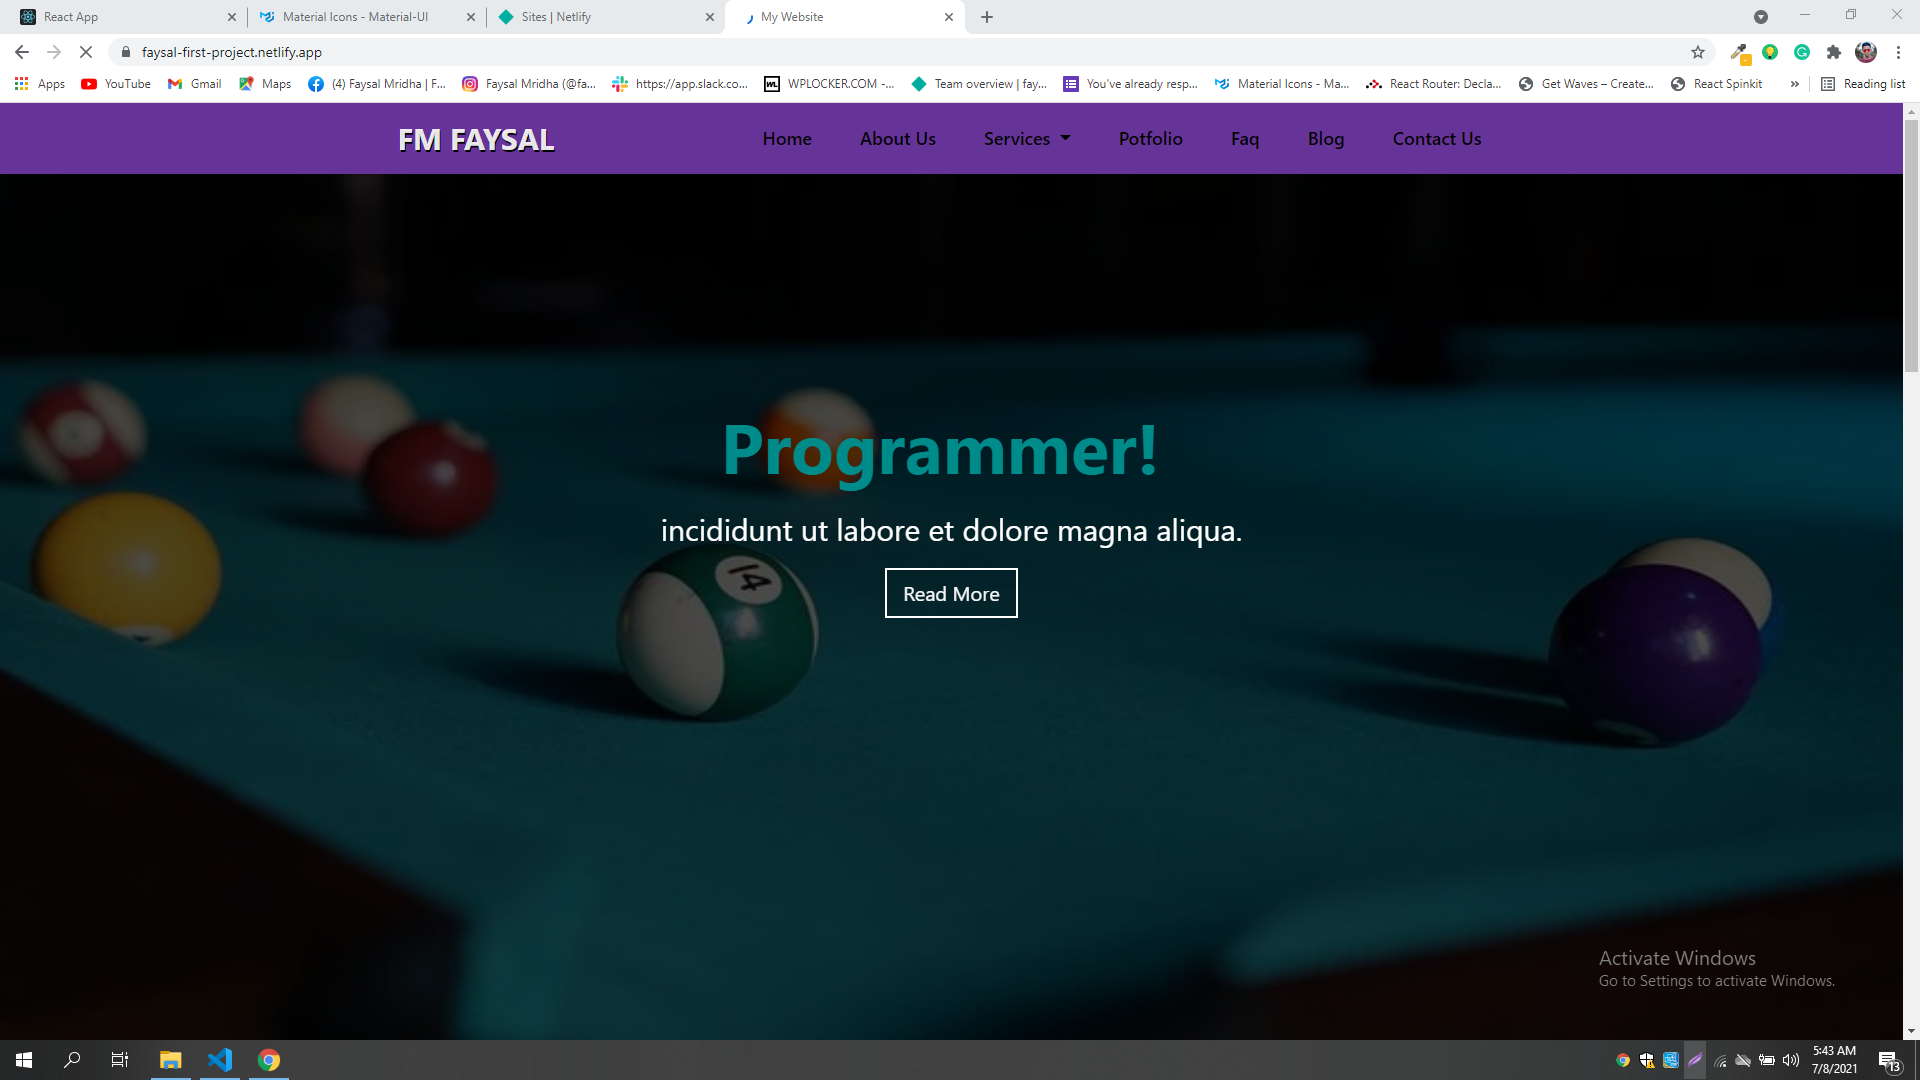 React App
Material Icons - Material-UI
Sites | Netlify
My Website
faysal-first-project.netlify.app
Apps
YouTube
Gmail
Maps
(4) Faysal Mridha | F...
Faysal Mridha (@fa...
https://app.slack.co...
WPLOCKER.COM -...
Team overview | fay...
You've already resp...
Material Icons - Ma...
React Router: Decla...
Get Waves – Create...
React Spinkit
»
Reading list
FM FAYSAL
Home
About Us
Services
Potfolio
Faq
Blog
Contact Us
Programmer!
incididunt ut labore et dolore magna aliqua.
14
Read More
Activate Windows
Go to Settings to activate Windows.
5:43 AM
7/8/2021
13